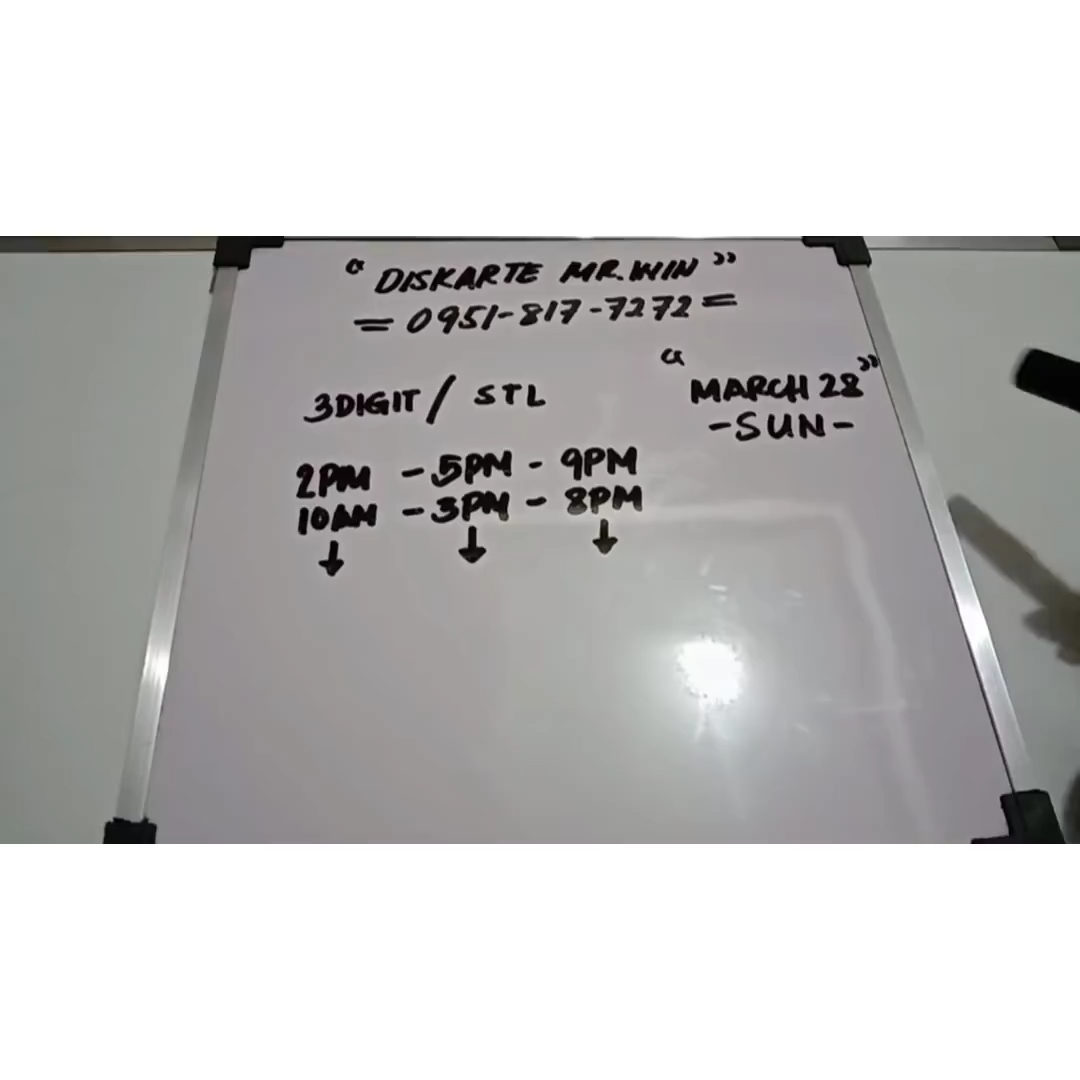 “DISKARTE MR.WIN”
=0951-817-7272=
3DIGIT/ STL
“MARCH 28”
-SUN-
2PM -5PM - 9PM
10AM -3PM - 8PM
↓ ↓ ↓